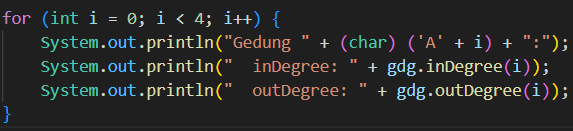 for (int i = 0; i < 4; i++) {
    System.out.println("Gedung " + (char) ('A' + i) + ":");
    System.out.println("  inDegree: " + gdg.inDegree(i));
    System.out.println("  outDegree: " + gdg.outDegree(i));
}